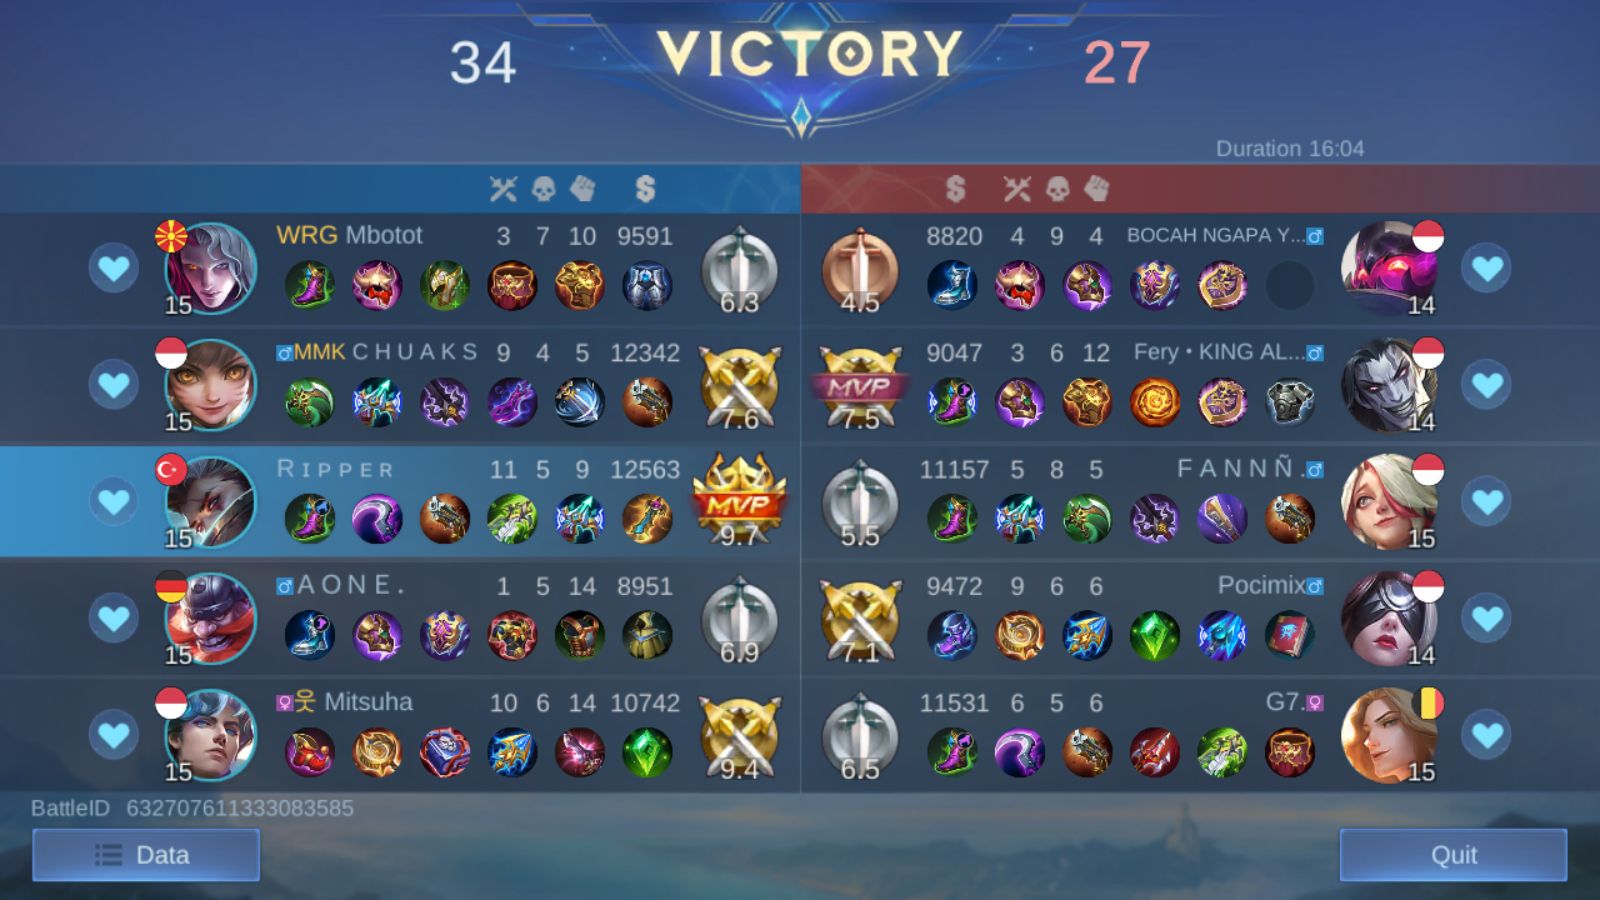 34 VICTORY 27
Duration 16:04
WRG Mbotot 3 7 10 9591
15 6.3
8820 4 9 4 BOCAH NGAPA Y...
4.5 14
MMK C H U A K S 9 4 5 12342
15 7.6
9047 3 6 12 Fery • KING AL...
MVP 7.5 14
RIPPER 11 5 9 12563
15 MVP 9.7
11157 5 8 5 F A N N Ñ .
5.5 15
A O N E . 1 5 14 8951
15 6.9
9472 9 6 6 Pocimix
7.1 14
웃 Mitsuha 10 6 14 10742
15 9.4
11531 6 5 6 G7.
6.5 15
BattleID 632707611333083585
Data
Quit